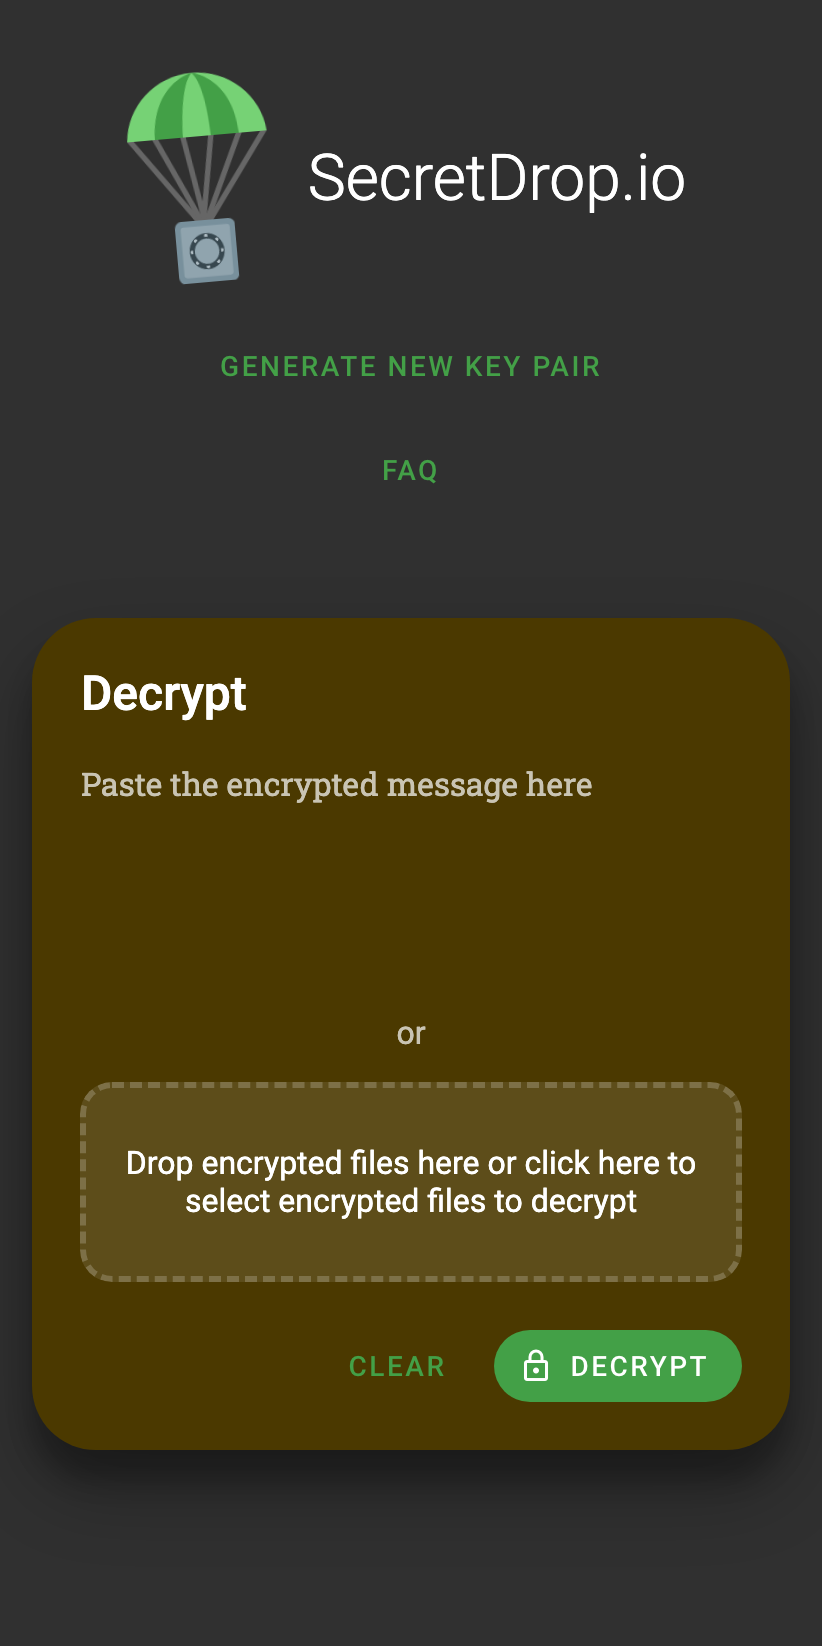 SecretDrop.io
GENERATE NEW KEY PAIR
FAQ
Decrypt
Paste the encrypted message here
or
Drop encrypted files here or click here to
select encrypted files to decrypt
CLEAR
DECRYPT